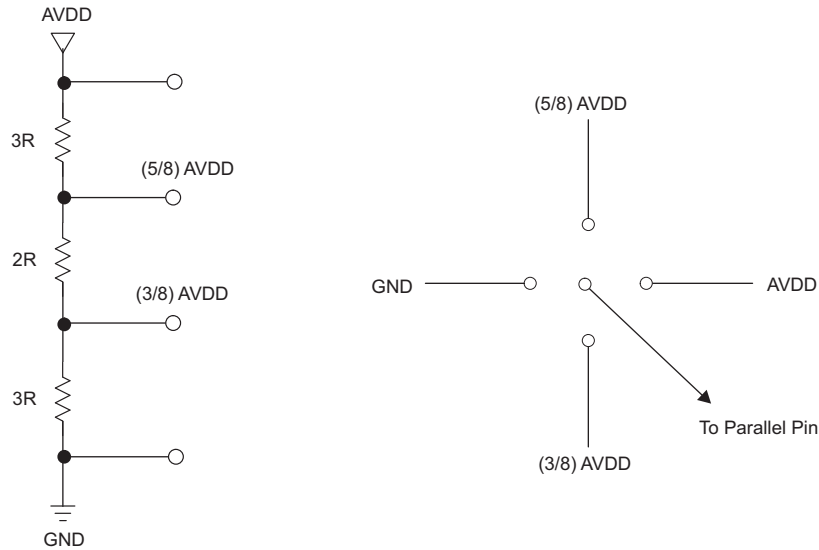 AVDD
3R
(5/8) AVDD
2R
(3/8) AVDD
3R
GND
(5/8) AVDD
GND
AVDD
(3/8) AVDD
To Parallel Pin